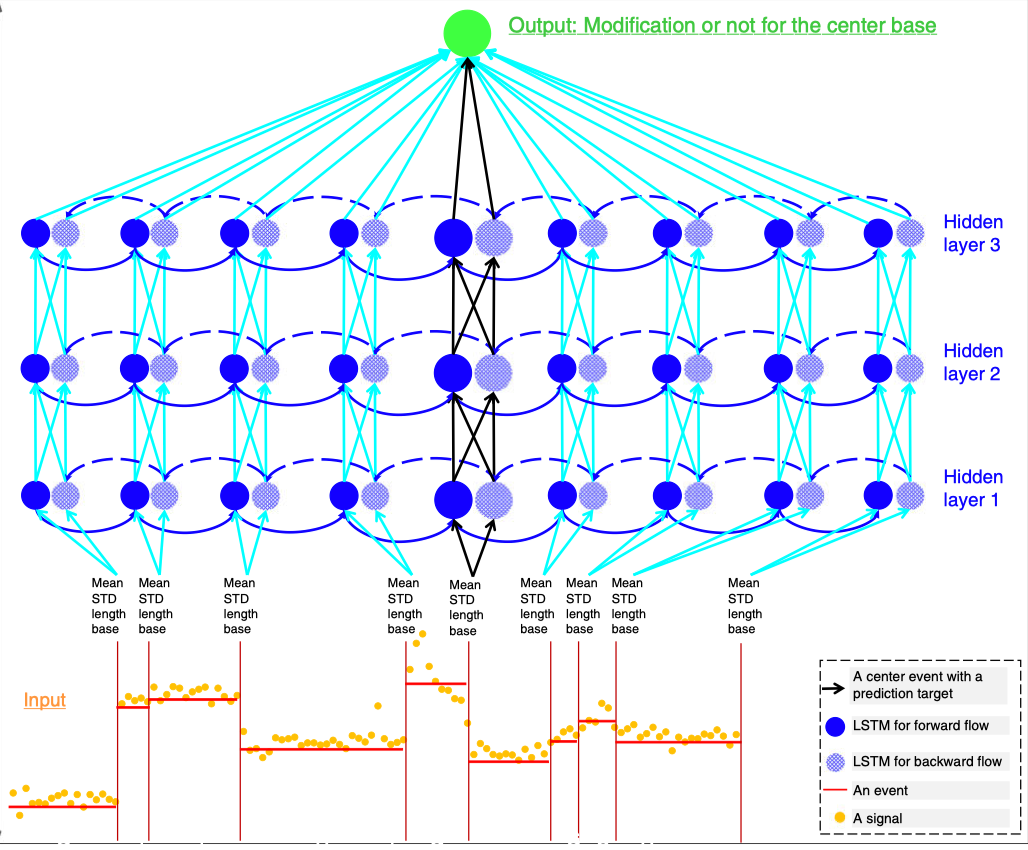 Output: Modification or not for the center base
Hidden
layer 3
Hidden
layer 2
Hidden
layer 1
Mean
STD
length
base
Mean
STD
length
base
Mean
STD
length
base
Mean
STD
length
base
Mean
STD
length
base
Mean
STD
length
base
Mean
STD
length
base
Mean
STD
length
base
Mean
STD
length
base
Input
A center event with a
prediction target
LSTM for forward flow
LSTM for backward flow
An event
A signal